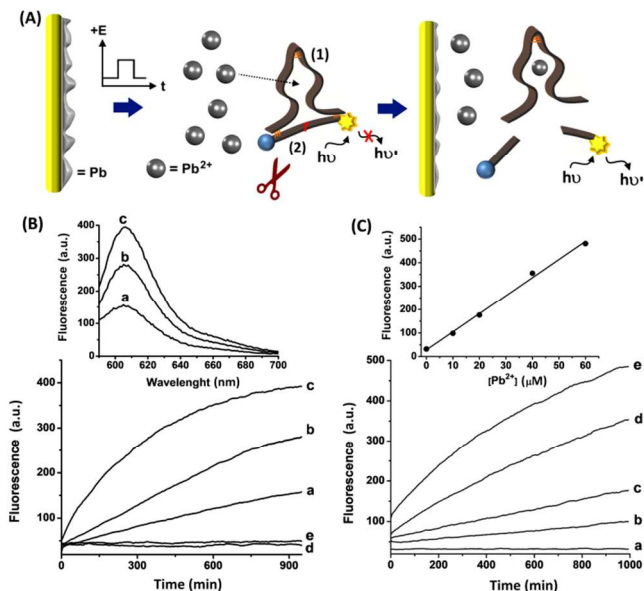 (A)
+E
t
= Pb
= Pb2+
(1)
(2)
hυ
hυ'
hυ
hυ'
(B)
Fluorescence (a.u.)
400
300
200
100
0
c
b
a
600 620 640 660 680 700
Wavelenght (nm)
Fluorescence (a.u.)
400
300
200
100
c
b
a
e
d
0 300 600 900
Time (min)
(C)
Fluorescence (a.u.)
500
400
300
200
100
0
0 10 20 30 40 50 60
[Pb2+] (μM)
Fluorescence (a.u.)
500
400
300
200
100
e
d
c
b
a
0 200 400 600 800 1000
Time (min)